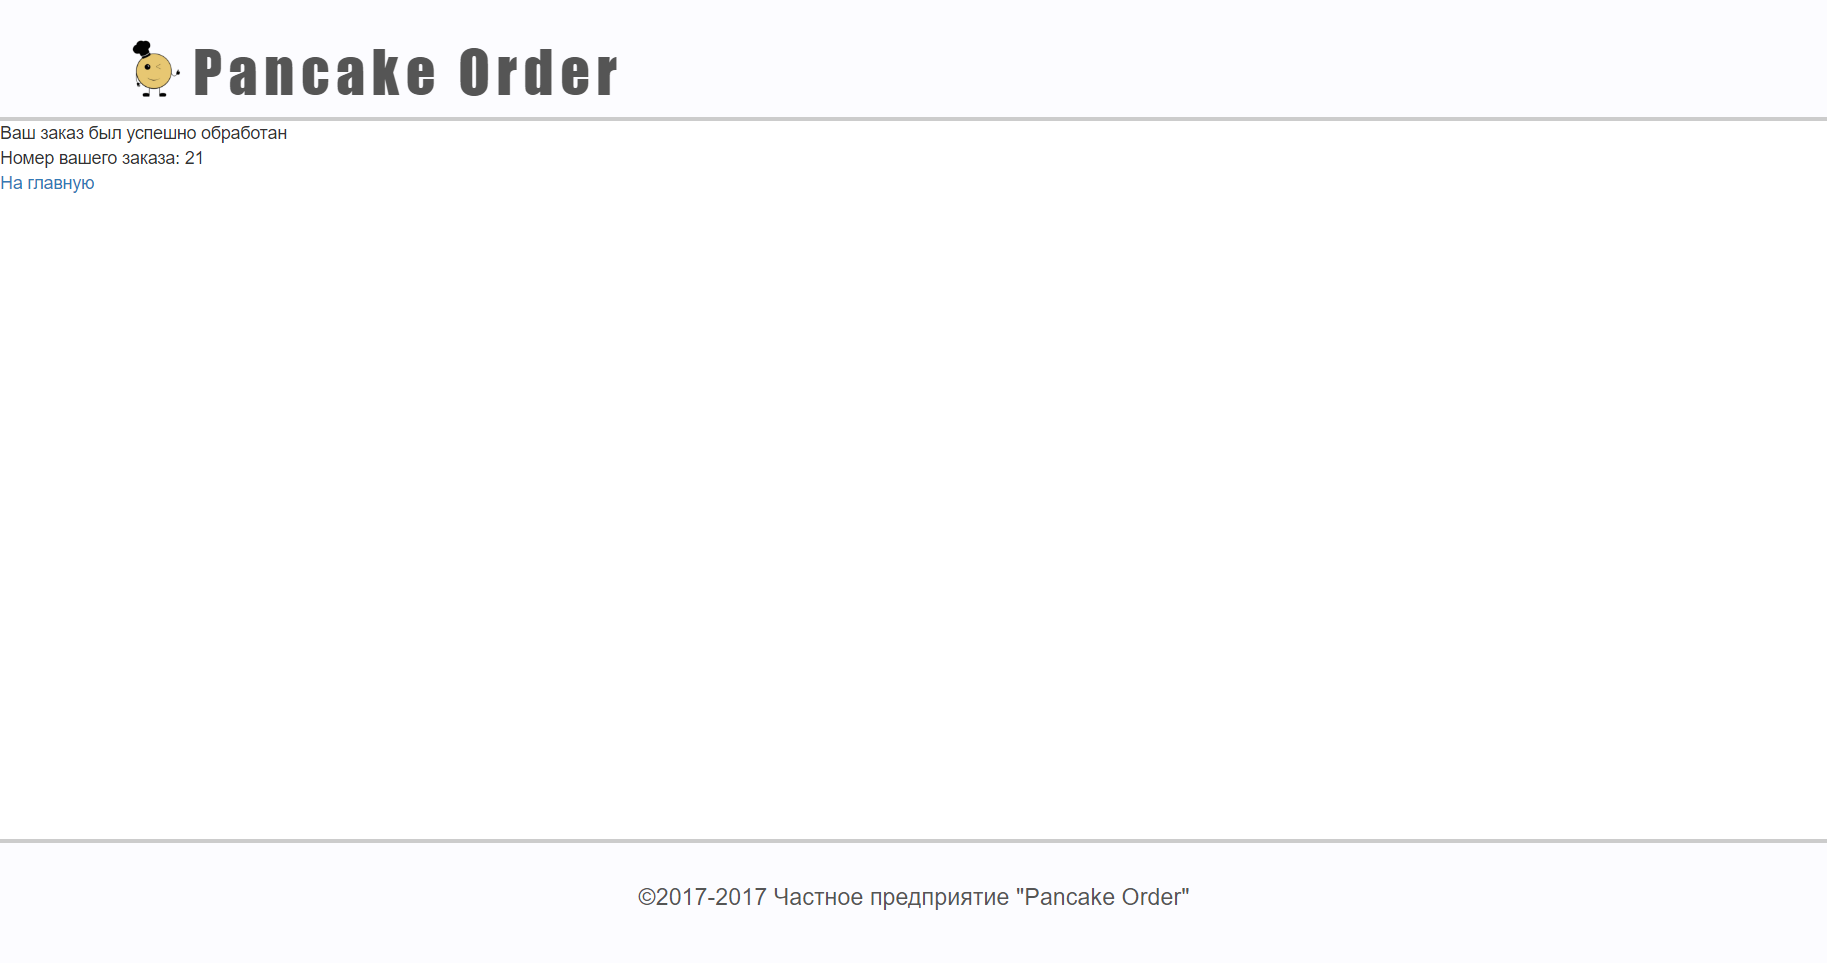 Pancake Order
Ваш заказ был успешно обработан
Номер вашего заказа: 21
На главную
©2017-2017 Частное предприятие "Pancake Order"